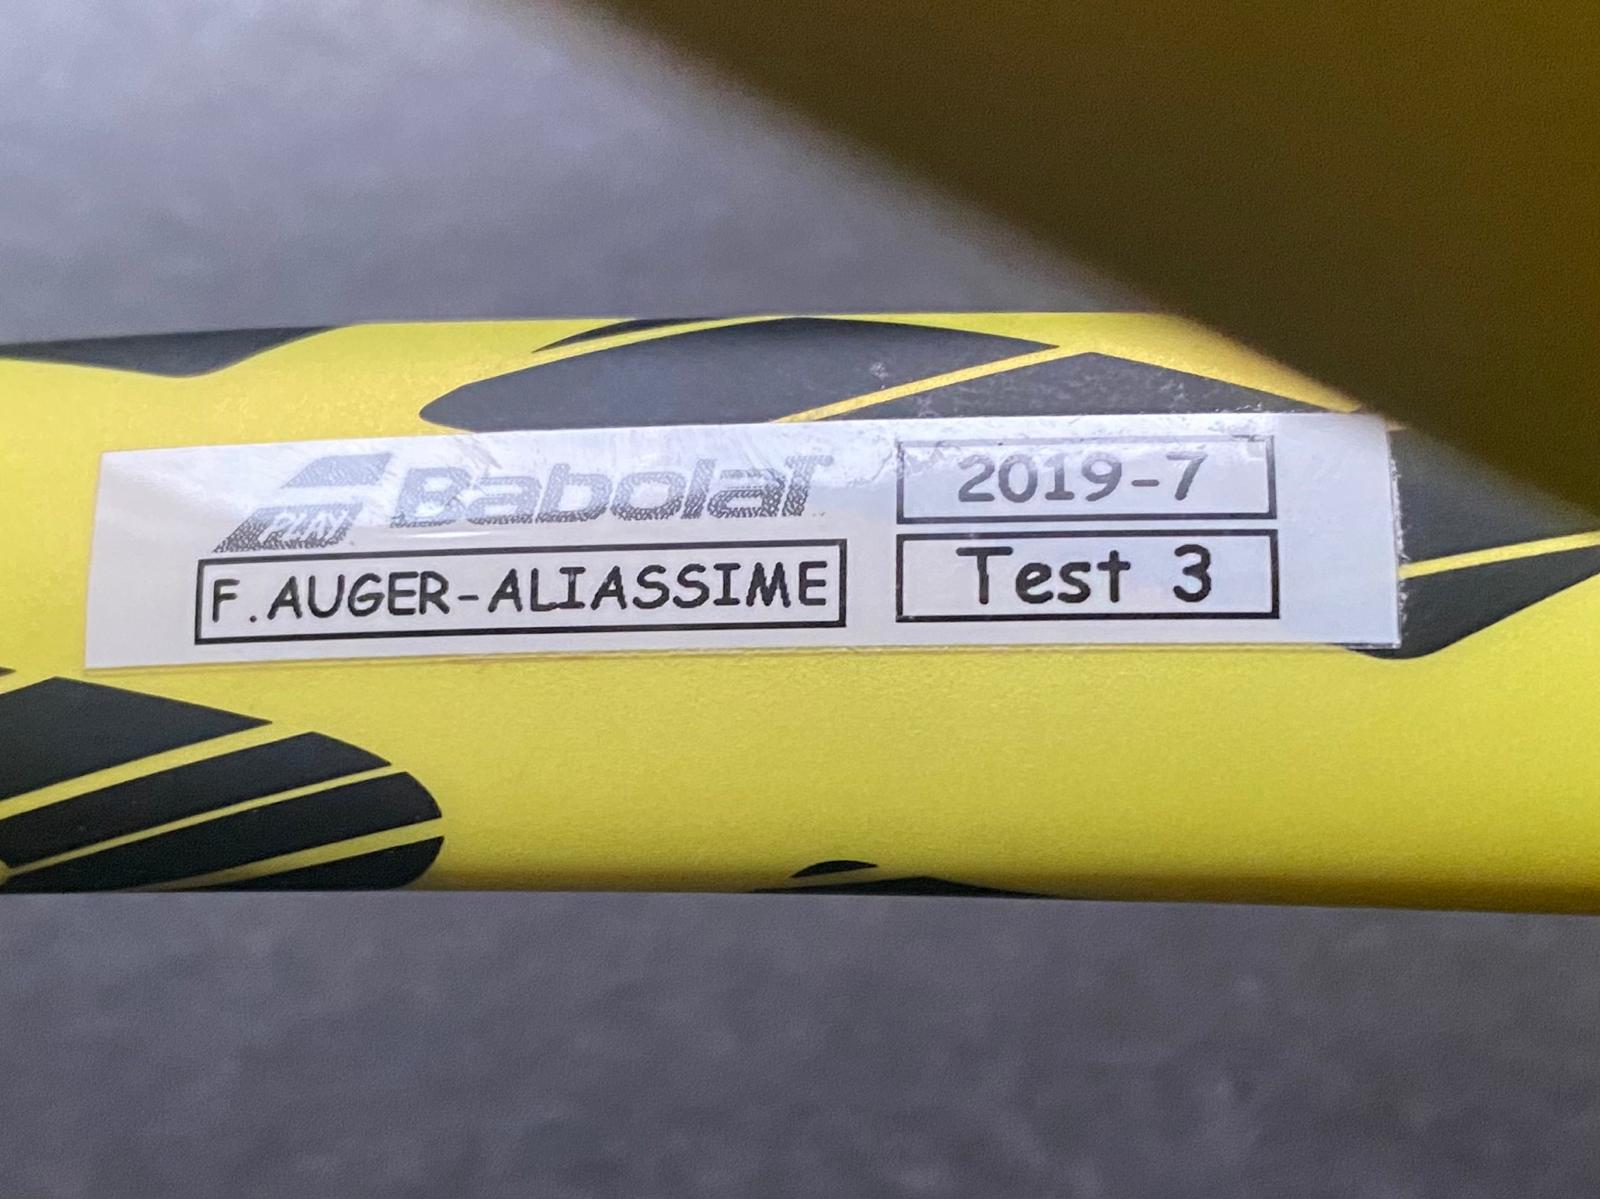 PLAY BabolaT
F. AUGER-ALIASSIME
2019-7
Test 3